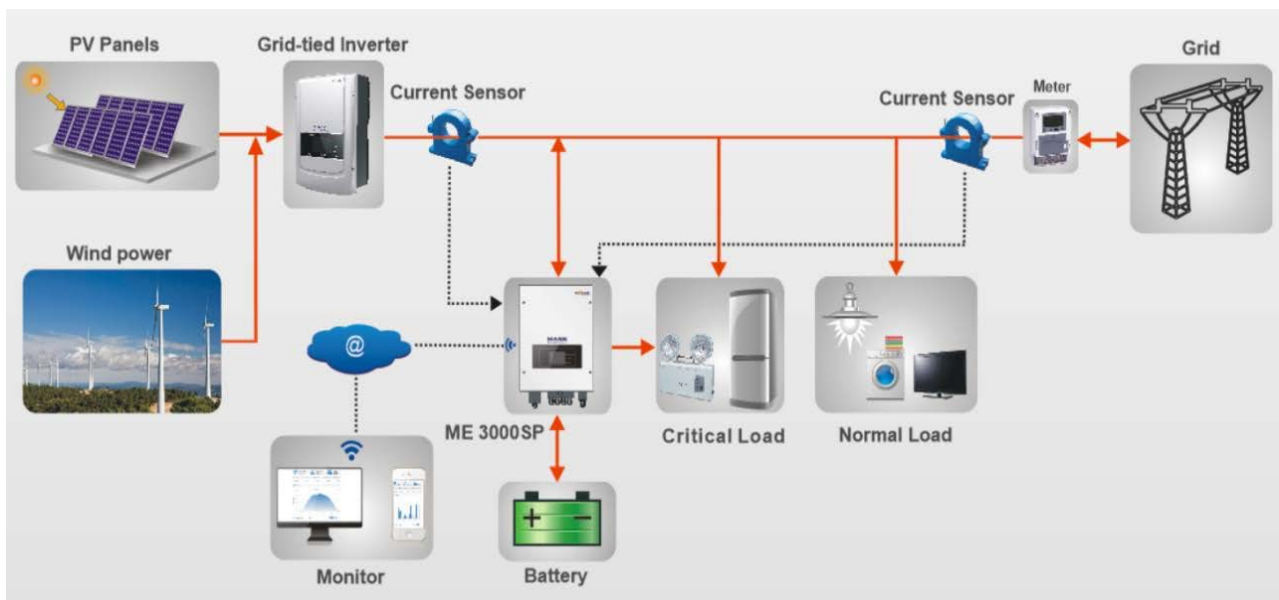 PV Panels
Grid-tied Inverter
Current Sensor
Current Sensor
Meter
Grid
Wind power
@
ME 3000SP
Critical Load
Normal Load
+ −
Monitor
Battery